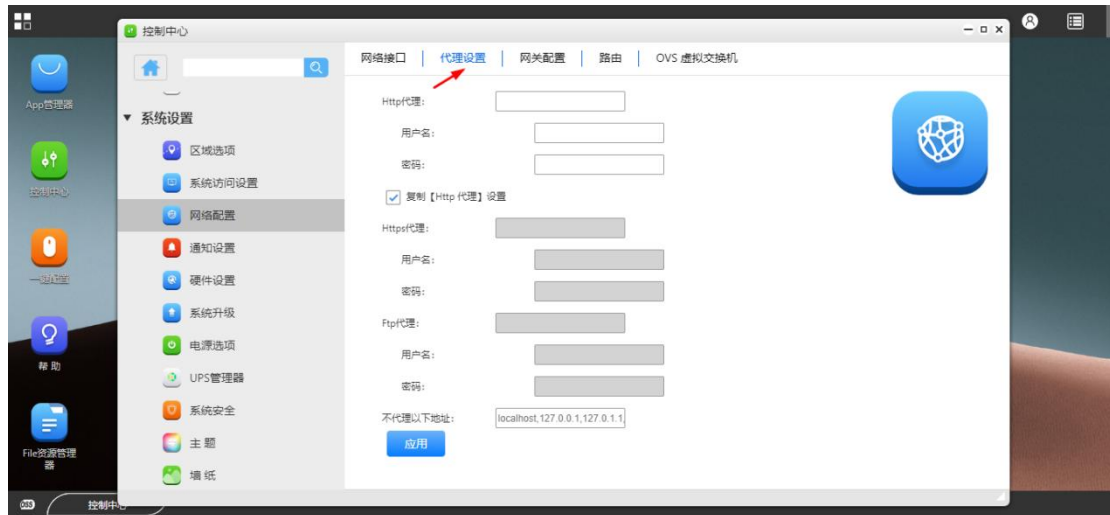 控制中心
App管理器
控制中心
一键配置
帮 助
File资源管理
器
系统设置
区域选项
系统访问设置
网络配置
通知设置
硬件设置
系统升级
电源选项
UPS管理器
系统安全
主 题
墙 纸
网络接口
代理设置
网关配置
路由
OVS 虚拟交换机
Http代理:
用户名:
密码:
复制【Http 代理】设置
Https代理:
用户名:
密码:
Ftp代理:
用户名:
密码:
不代理以下地址:
localhost,127.0.0.1,127.0.1.1,
应用
控制中心